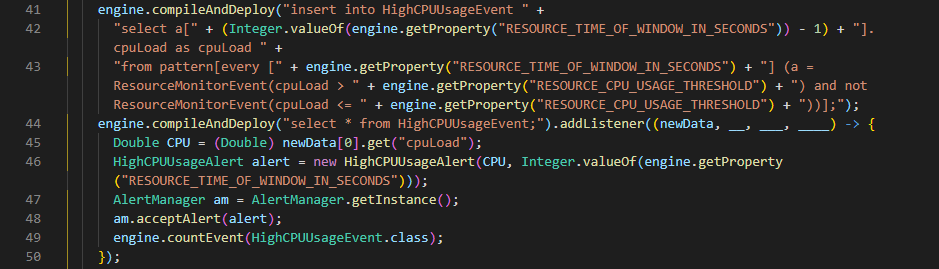 41 engine.compileAndDeploy("insert into HighCPUUsageEvent " +
42 "select a[" + (Integer.valueOf(engine.getProperty("RESOURCE_TIME_OF_WINDOW_IN_SECONDS")) - 1) + "].
cpuLoad as cpuLoad " +
43 "from pattern[every [" + engine.getProperty("RESOURCE_TIME_OF_WINDOW_IN_SECONDS") + "] (a =
ResourceMonitorEvent(cpuLoad > " + engine.getProperty("RESOURCE_CPU_USAGE_THRESHOLD") + ") and not
ResourceMonitorEvent(cpuLoad <= " + engine.getProperty("RESOURCE_CPU_USAGE_THRESHOLD") + "))];");
44 engine.compileAndDeploy("select * from HighCPUUsageEvent;").addListener((newData, __, ___, ____) -> {
45 Double CPU = (Double) newData[0].get("cpuLoad");
46 HighCPUUsageAlert alert = new HighCPUUsageAlert(CPU, Integer.valueOf(engine.getProperty
("RESOURCE_TIME_OF_WINDOW_IN_SECONDS")));
47 AlertManager am = AlertManager.getInstance();
48 am.acceptAlert(alert);
49 engine.countEvent(HighCPUUsageEvent.class);
50 });